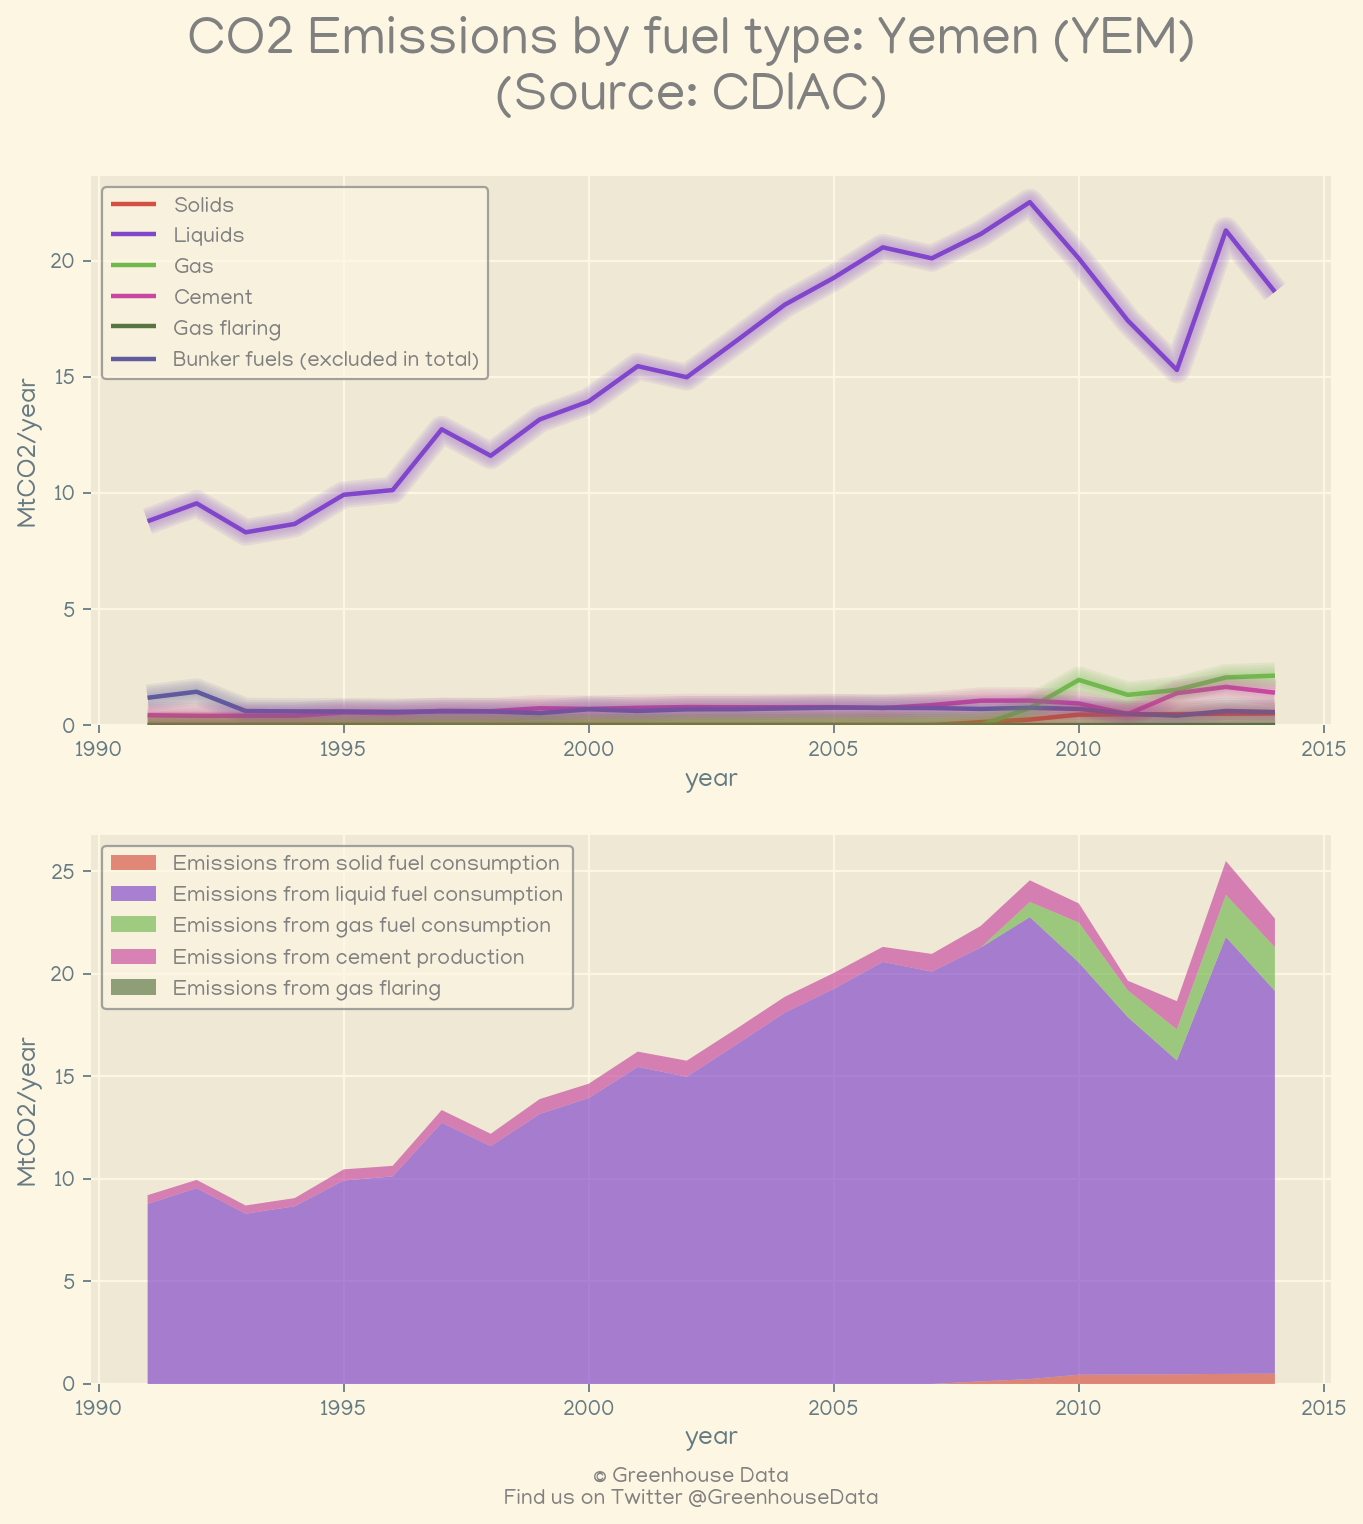 CO2 Emissions by fuel type: Yemen (YEM)
(Source: CDIAC)
Solids
Liquids
Gas
Cement
Gas flaring
Bunker fuels (excluded in total)
MtCO2/year
20
15
10
5
0
1990 1995 2000 2005 2010 2015
year
Emissions from solid fuel consumption
Emissions from liquid fuel consumption
Emissions from gas fuel consumption
Emissions from cement production
Emissions from gas flaring
MtCO2/year
25
20
15
10
5
0
1990 1995 2000 2005 2010 2015
year
© Greenhouse Data
Find us on Twitter @GreenhouseData